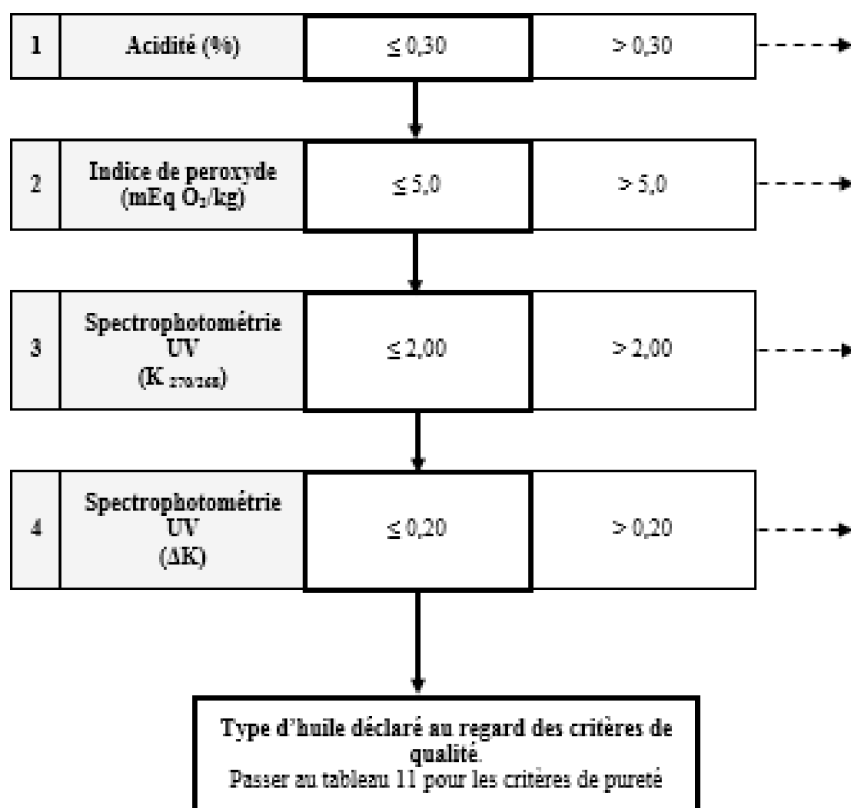 1 Acidité (%) ≤ 0,30 > 0,30
2 Indice de peroxyde (mEq O₂/kg) ≤ 5,0 > 5,0
3 Spectrophotométrie UV (K 270/268) ≤ 2,00 > 2,00
4 Spectrophotométrie UV (ΔK) ≤ 0,20 > 0,20
Type d’huile déclaré au regard des critères de
qualité.
Passer au tableau 11 pour les critères de pureté